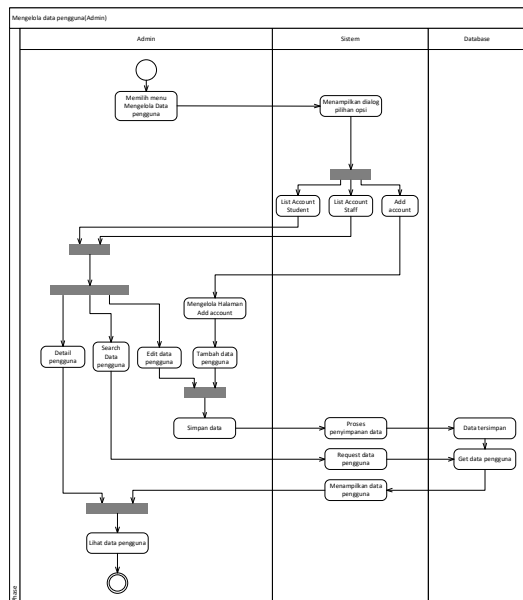 Mengelola data pengguna(Admin)
Admin
Sistem
Database
Memilih menu
Mengelola Data
pengguna
Menampilkan dialog
pilihan opsi
List Account
Student
List Account
Staff
Add
account
Mengelola Halaman
Add account
Detail
pengguna
Search
Data
pengguna
Edit data
pengguna
Tambah data
pengguna
Simpan data
Proses
penyimpanan data
Data tersimpan
Request data
pengguna
Get data pengguna
Menampilkan data
pengguna
Lihat data pengguna
Phase